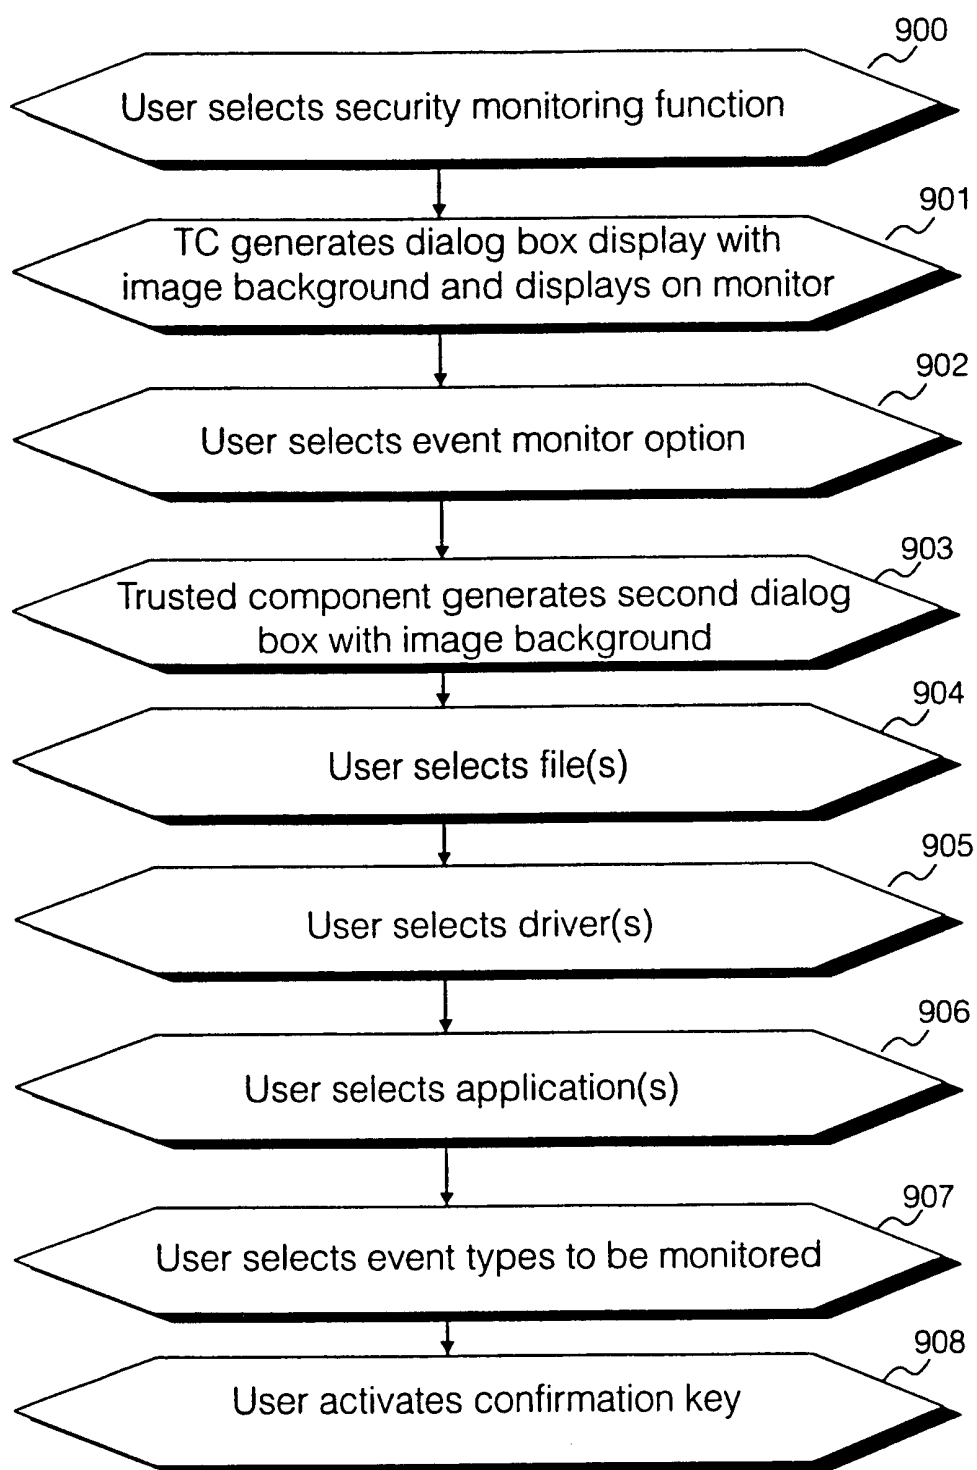 900
User selects security monitoring function
901
TC generates dialog box display with
image background and displays on monitor
902
User selects event monitor option
903
Trusted component generates second dialog
box with image background
904
User selects file(s)
905
User selects driver(s)
906
User selects application(s)
907
User selects event types to be monitored
908
User activates confirmation key